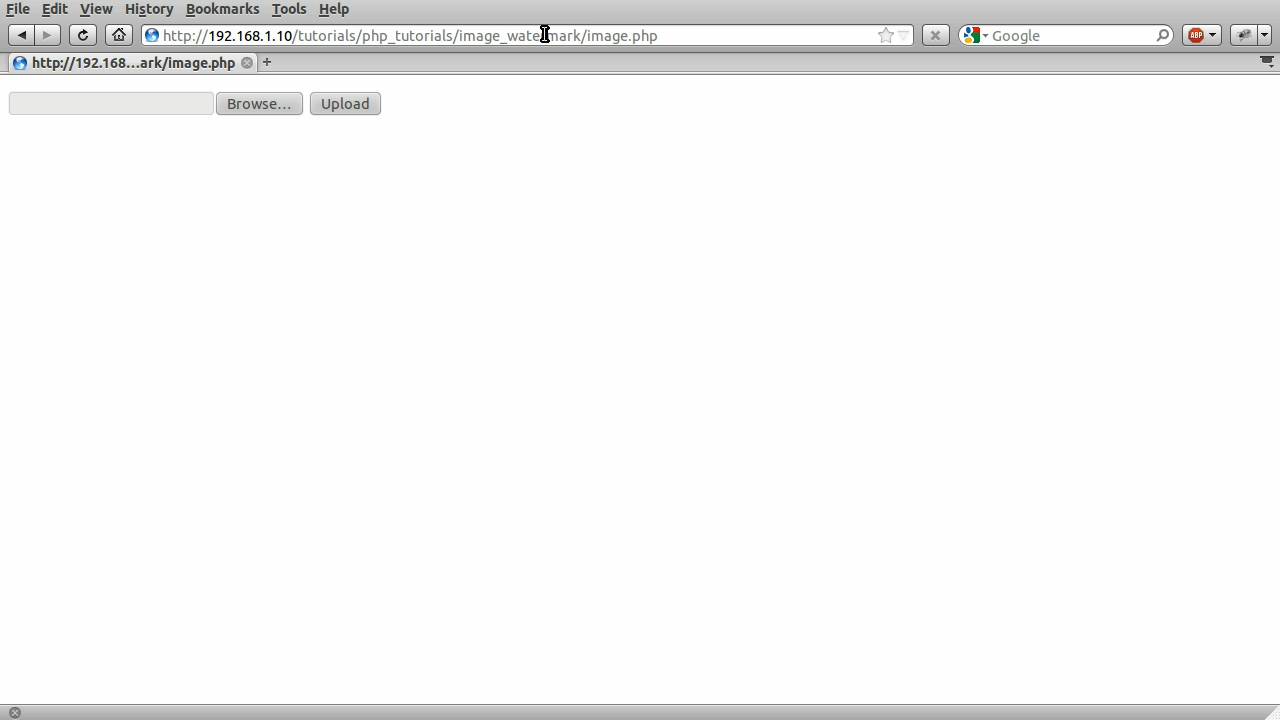 File Edit View History Bookmarks Tools Help
http://192.168.1.10/tutorials/php_tutorials/image_watermark/image.php
ABP
Google
http://192.168...ark/image.php
Browse...
Upload